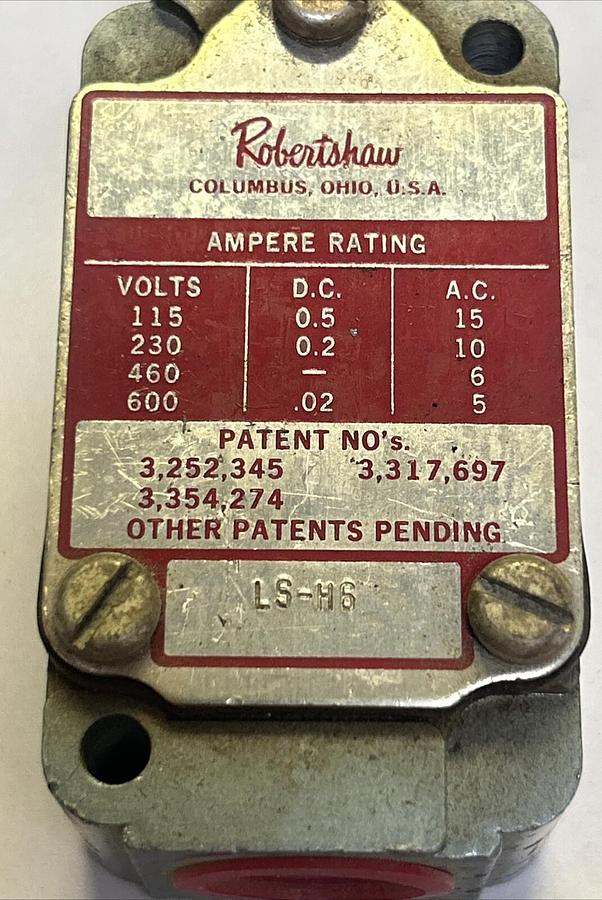 Robertshaw
COLUMBUS, OHIO, U.S.A.
AMPERE RATING
VOLTS D.C. A.C.
115 0.5 15
230 0.2 10
460 — 6
600 .02 5
PATENT NO's.
3,252,345 3,317,697
3,354,274
OTHER PATENTS PENDING
LS-H6